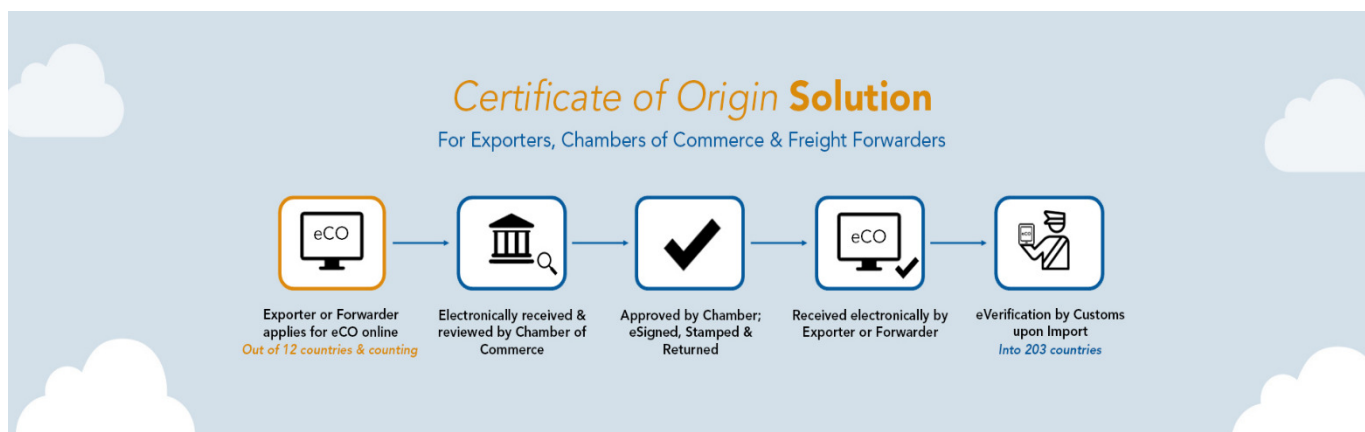 Certificate of Origin Solution
For Exporters, Chambers of Commerce & Freight Forwarders
eCO
Exporter or Forwarder
applies for eCO online
Out of 12 countries & counting
Electronically received &
reviewed by Chamber of
Commerce
Approved by Chamber;
eSigned, Stamped &
Returned
eCO
Received electronically by
Exporter or Forwarder
eCO
eVerification by Customs
upon Import
Into 203 countries